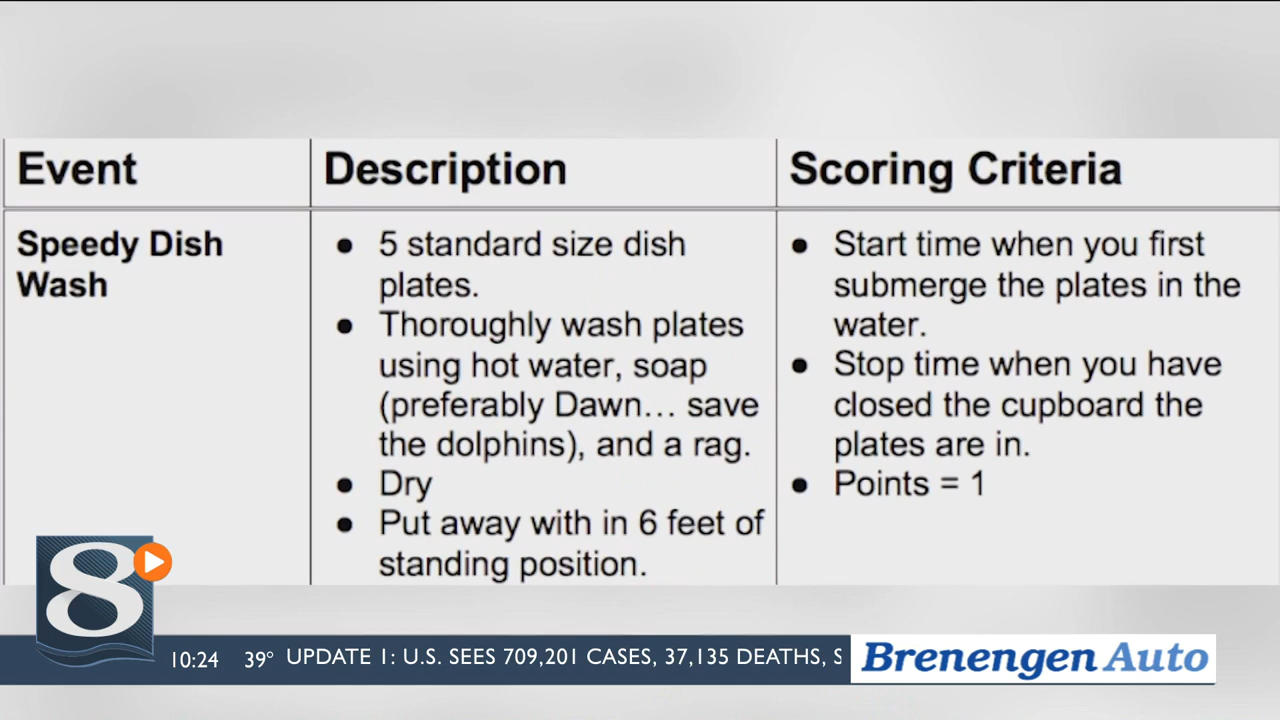 Event
Description
Scoring Criteria
Speedy Dish
Wash
● 5 standard size dish
plates.
● Thoroughly wash plates
using hot water, soap
(preferably Dawn... save
the dolphins), and a rag.
● Dry
● Put away with in 6 feet of
standing position.
● Start time when you first
submerge the plates in the
water.
● Stop time when you have
closed the cupboard the
plates are in.
● Points = 1
8
10:24 39° UPDATE 1: U.S. SEES 709,201 CASES, 37,135 DEATHS, S
Brenengen Auto